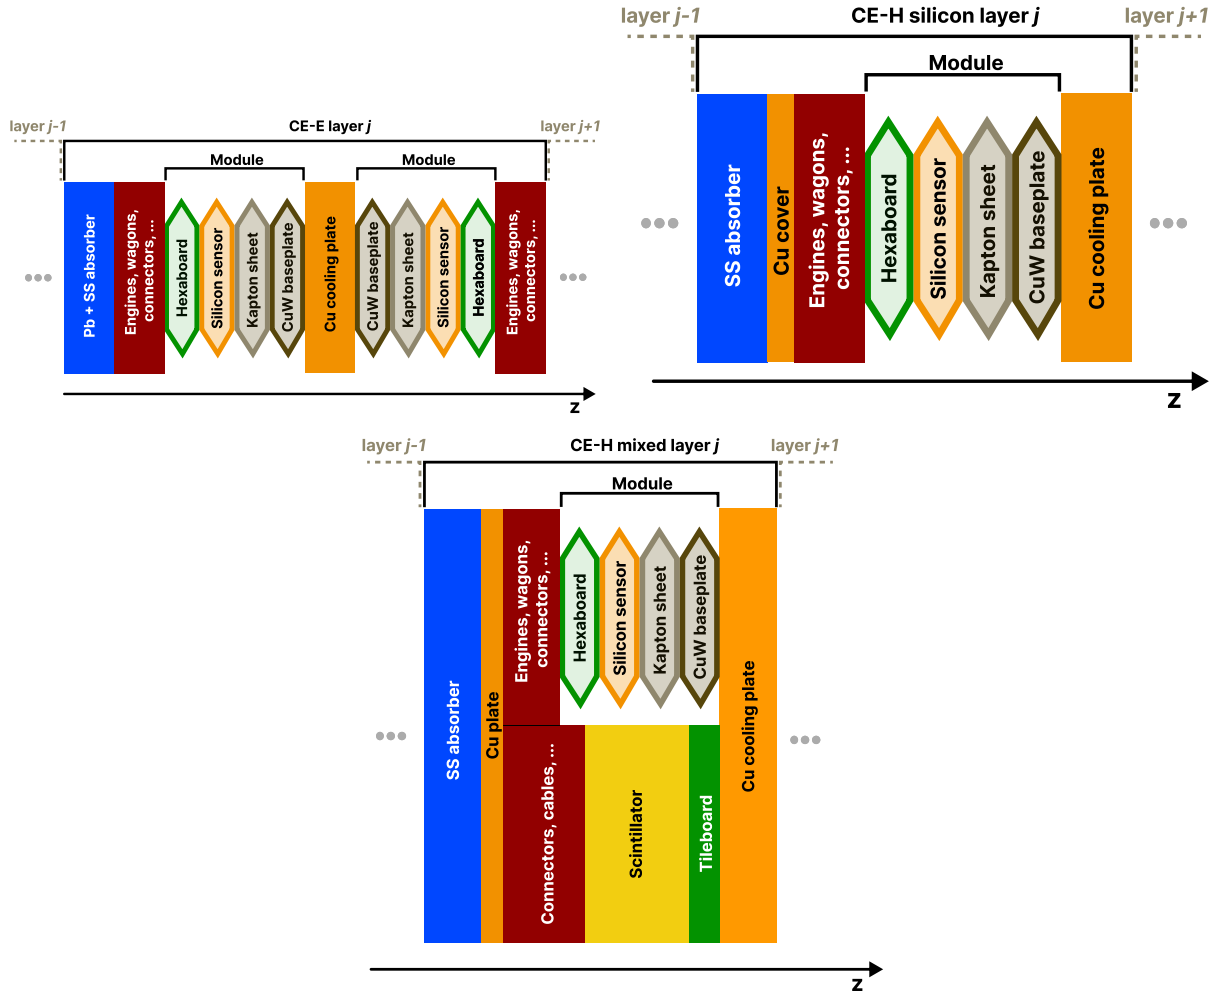 layer j-1
CE-E layer j
layer j+1
Module
Module
Pb + SS absorber
Engines, wagons,
connectors, ...
Hexaboard
Silicon sensor
Kapton sheet
CuW baseplate
Cu cooling plate
CuW baseplate
Kapton sheet
Silicon sensor
Hexaboard
Engines, wagons,
connectors, ...
z
layer j-1
CE-H silicon layer j
layer j+1
Module
SS absorber
Cu cover
Engines, wagons,
connectors, ...
Hexaboard
Silicon sensor
Kapton sheet
CuW baseplate
Cu cooling plate
z
layer j-1
CE-H mixed layer j
layer j+1
Module
SS absorber
Cu plate
Engines, wagons,
connectors, ...
Hexaboard
Silicon sensor
Kapton sheet
CuW baseplate
Cu cooling plate
Connectors, cables, ...
Scintillator
Tileboard
z